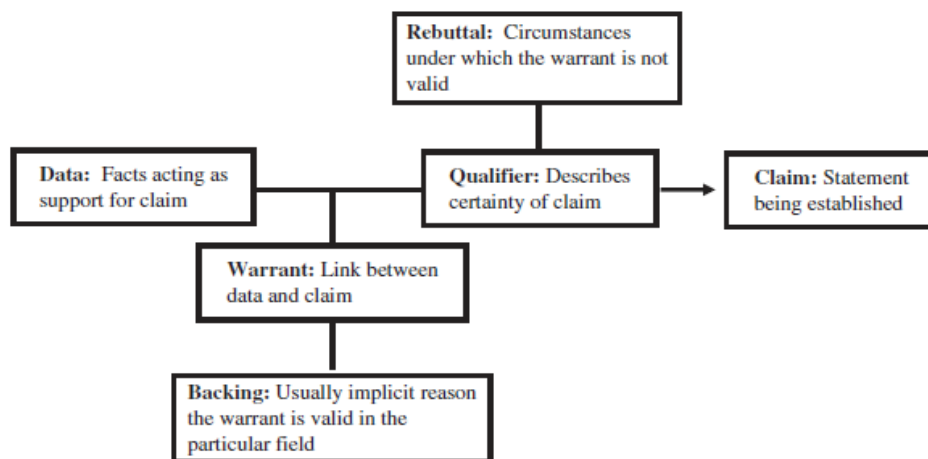 Rebuttal: Circumstances
under which the warrant is not
valid
Data: Facts acting as
support for claim
Qualifier: Describes
certainty of claim
Claim: Statement
being established
Warrant: Link between
data and claim
Backing: Usually implicit reason
the warrant is valid in the
particular field